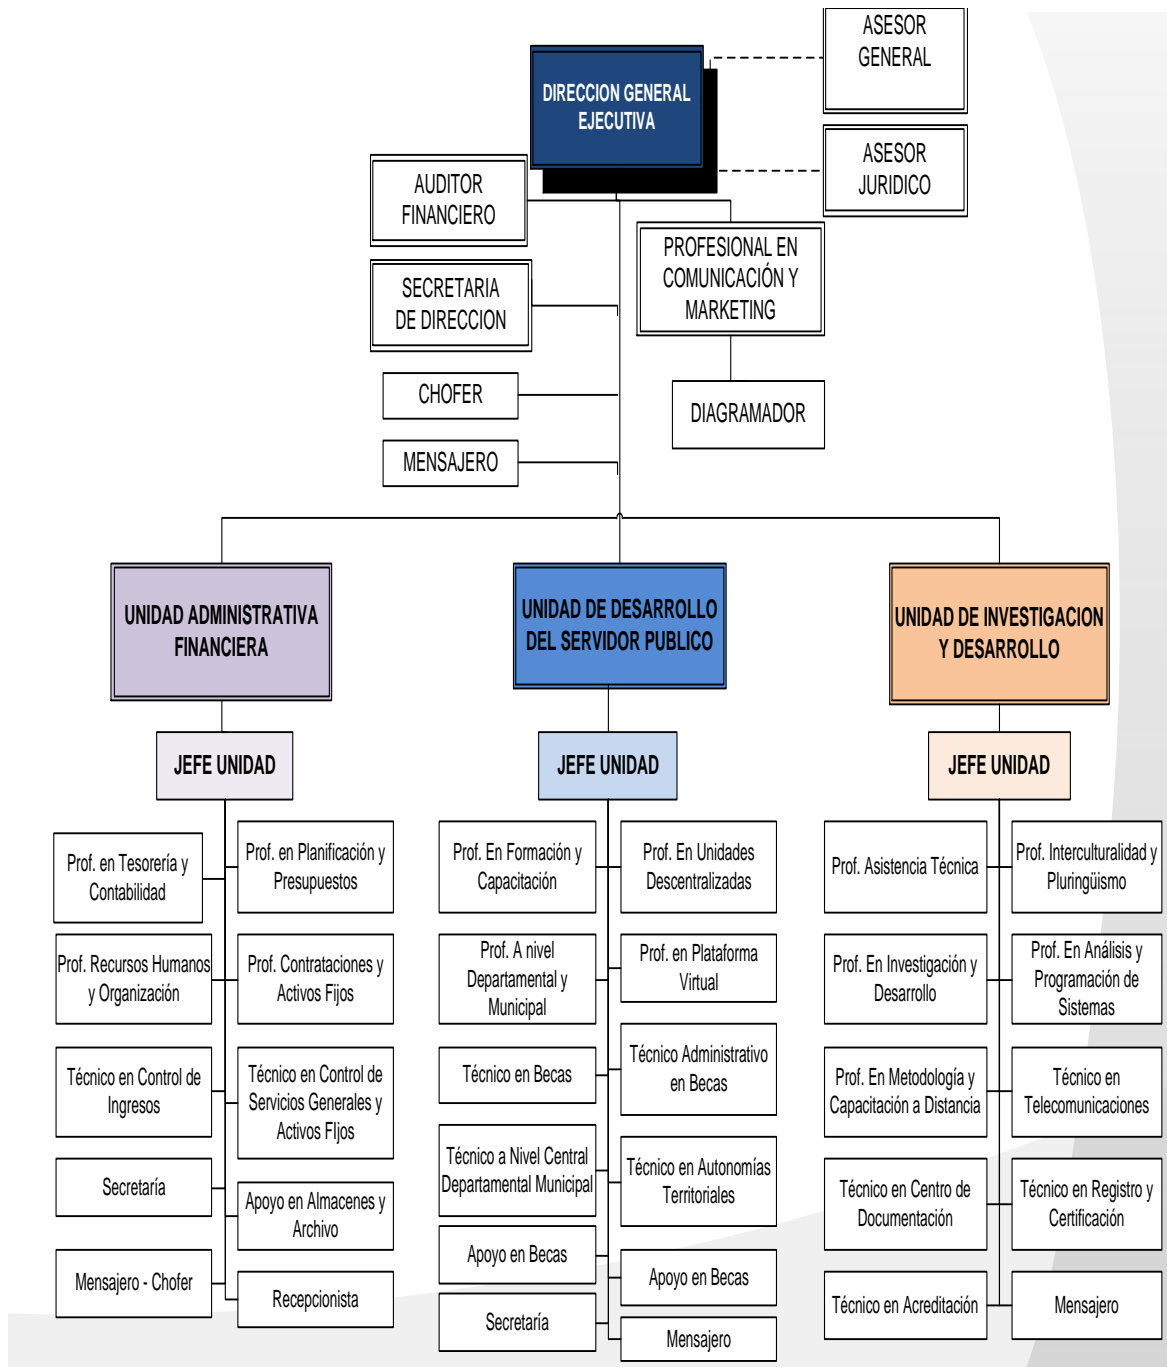 ASESOR
GENERAL
DIRECCION GENERAL
EJECUTIVA
ASESOR
JURIDICO
AUDITOR
FINANCIERO
PROFESIONAL EN
COMUNICACIÓN Y
MARKETING
SECRETARIA
DE DIRECCION
CHOFER
DIAGRAMADOR
MENSAJERO
UNIDAD ADMINISTRATIVA
FINANCIERA
UNIDAD DE DESARROLLO
DEL SERVIDOR PUBLICO
UNIDAD DE INVESTIGACION
Y DESARROLLO
JEFE UNIDAD
JEFE UNIDAD
JEFE UNIDAD
Prof. en Tesorería y
Contabilidad
Prof. en Planificación y
Presupuestos
Prof. Recursos Humanos
y Organización
Prof. Contrataciones y
Activos Fijos
Técnico en Control de
Ingresos
Técnico en Control de
Servicios Generales y
Activos FIjos
Secretaría
Apoyo en Almacenes y
Archivo
Mensajero - Chofer
Recepcionista
Prof. En Formación y
Capacitación
Prof. En Unidades
Descentralizadas
Prof. A nivel
Departamental y
Municipal
Prof. en Plataforma
Virtual
Técnico en Becas
Técnico Administrativo
en Becas
Técnico a Nivel Central
Departamental Municipal
Técnico en Autonomías
Territoriales
Apoyo en Becas
Apoyo en Becas
Secretaría
Mensajero
Prof. Asistencia Técnica
Prof. Interculturalidad y
Pluringüismo
Prof. En Investigación y
Desarrollo
Prof. En Análisis y
Programación de
Sistemas
Prof. En Metodología y
Capacitación a Distancia
Técnico en
Telecomunicaciones
Técnico en Centro de
Documentación
Técnico en Registro y
Certificación
Técnico en Acreditación
Mensajero